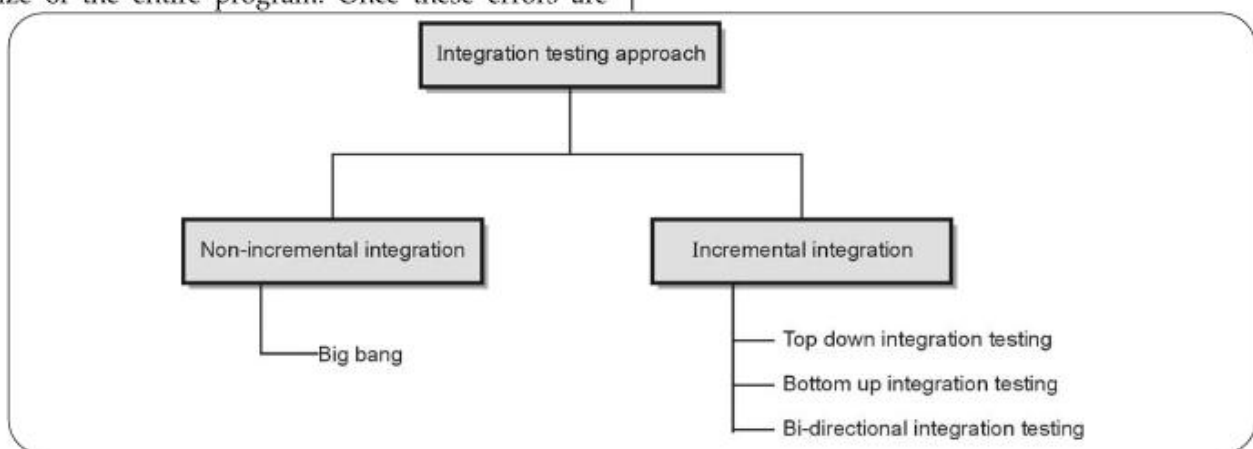 ize of the entire program. Once these errors are
Integration testing approach
Non-incremental integration
Incremental integration
Big bang
Top down integration testing
Bottom up integration testing
Bi-directional integration testing